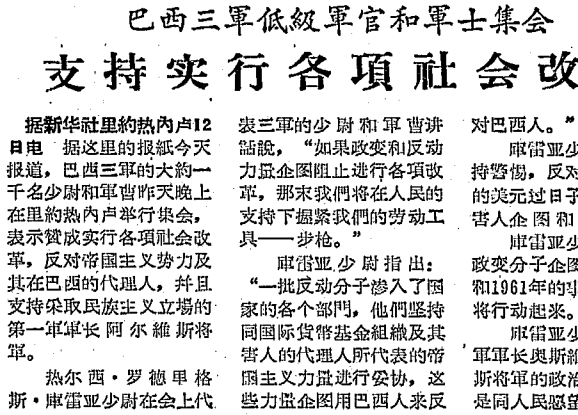 巴西三軍低級軍官和軍士集会
支持实行各項社会改
据新华社里約热內卢12
日电　据这里的报紙今天
报道，巴西三軍的大約一
千名少尉和軍曹昨天晚上
在里約热內卢举行集会，
表示赞成实行各項社会改
革，反对帝国主义势力及
其在巴西的代理人，并且
支持采取民族主义立場的
第一軍軍长阿尔維斯将
軍。
热尔西·罗德里格
斯·庫雷亚少尉在会上代
表三軍的少尉和軍曹讲
話說，“如果政变和反动
力量企图阻止进行各項改
革，那末我們将在人民的
支持下握紧我們的劳动工
具——步枪。”
庫雷亚少尉指出：
“一批反动分子渗入了国
家的各个部門，他們坚持
同国际貨幣基金組織及其
害人的代理人所代表的帝
国主义力量进行妥协，这
些力量企图用巴西人来反
对巴西人。”
庫雷亚少
持警惕，反对
的美元过日子
害人企图和
庫雷亚少
政变分子企图
和1961年的事
将行动起来。
庫雷亚少
軍軍长奥斯維
斯将軍的政治
是同人民愿望